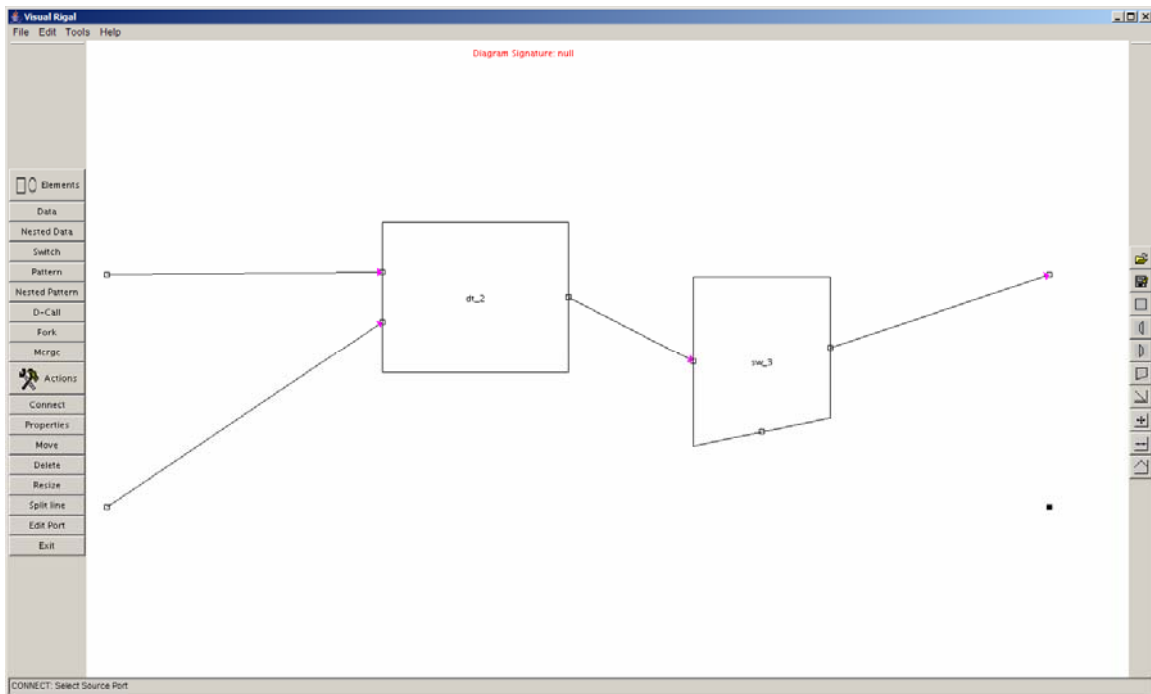 Visual Rigal
File Edit Tools Help
Diagram Signature: null
Elements
Data
Nested Data
Switch
Pattern
Nested Pattern
D-Call
Fork
Merge
Actions
Connect
Properties
Move
Delete
Resize
Split line
Edit Port
Exit
dt_2
sw_3
CONNECT: Select Source Port